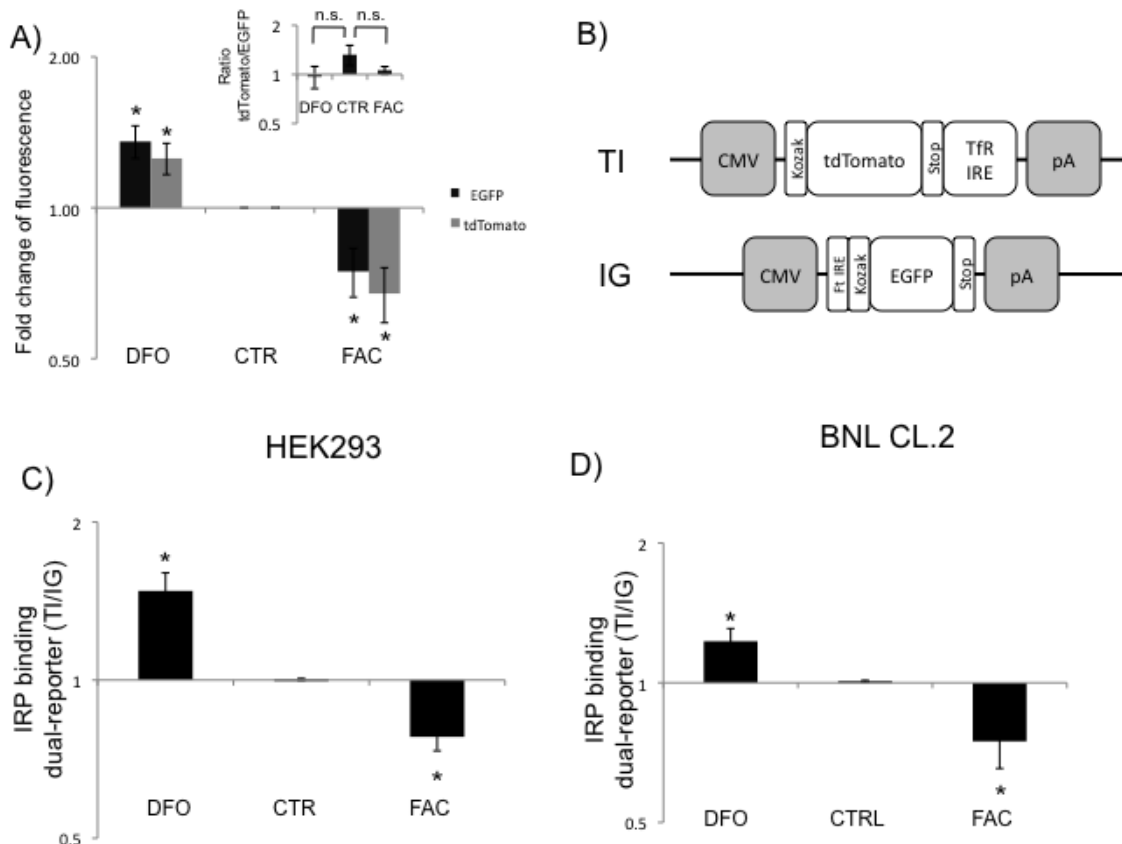 A)
2.00
1.00
0.50
Fold change of fluorescence
DFO
CTR
FAC
*
*
*
*
EGFP
tdTomato
n.s.
n.s.
Ratio
tdTomato/EGFP
2
1
0.5
DFO
CTR
FAC
B)
TI
CMV
Kozak
tdTomato
Stop
TfR
IRE
pA
IG
CMV
Ft IRE
Kozak
EGFP
Stop
pA
HEK293
C)
IRP binding
dual-reporter (TI/IG)
2
1
0.5
*
*
DFO
CTR
FAC
BNL CL.2
D)
IRP binding
dual-reporter (TI/IG)
2
1
0.5
*
*
DFO
CTRL
FAC